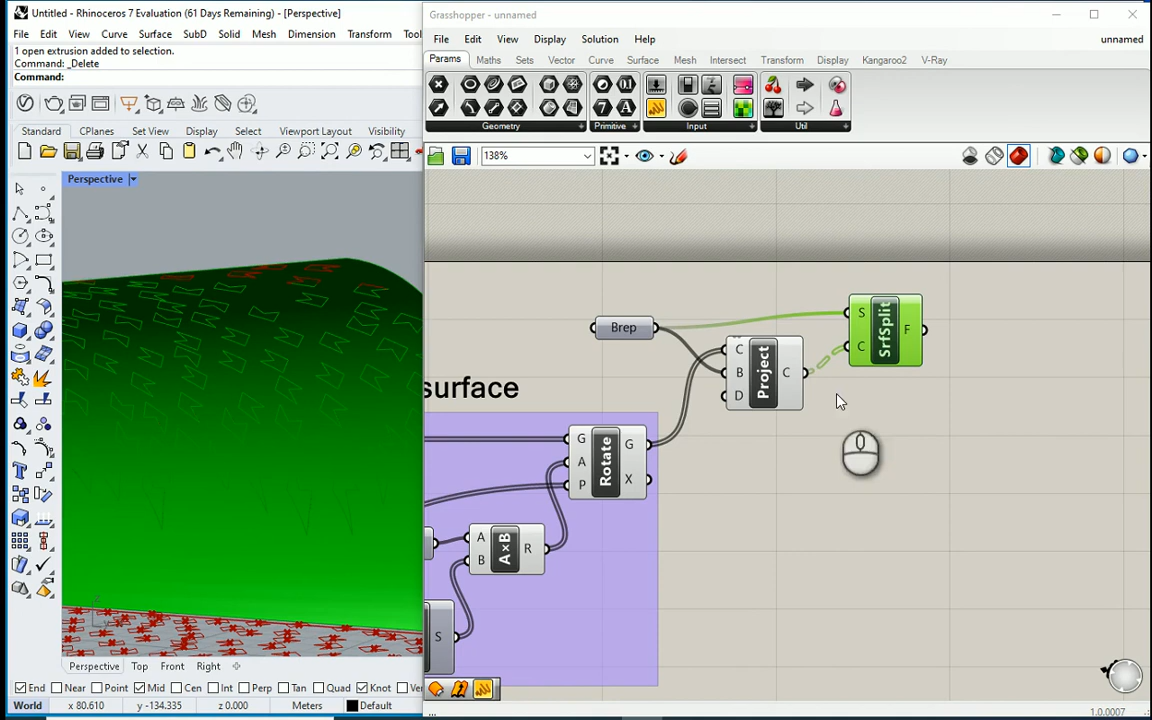 Untitled - Rhinoceros 7 Evaluation (61 Days Remaining) - [Perspective]
File Edit View Curve Surface SubD Solid Mesh Dimension Transform Tool
1 open extrusion added to selection.
Command: _Delete
Command:
Standard CPlanes Set View Display Select Viewport Layout Visibility
Perspective
z
y
Perspective Top Front Right
End Near Point Mid Cen Int Perp Tan Quad Knot Ver
World x 80.610 y -134.335 z 0.000 Meters Default
Grasshopper - unnamed
File Edit View Display Solution Help unnamed
Params Maths Sets Vector Curve Surface Mesh Intersect Transform Display Kangaroo2 V-Ray
Geometry Primitive Input Util
138%
Brep
S
C
SrfSplit
F
C
B
D
Project
C
surface
G
A
P
Rotate
G
X
A
B
A×B
R
S
...
1.0.0007